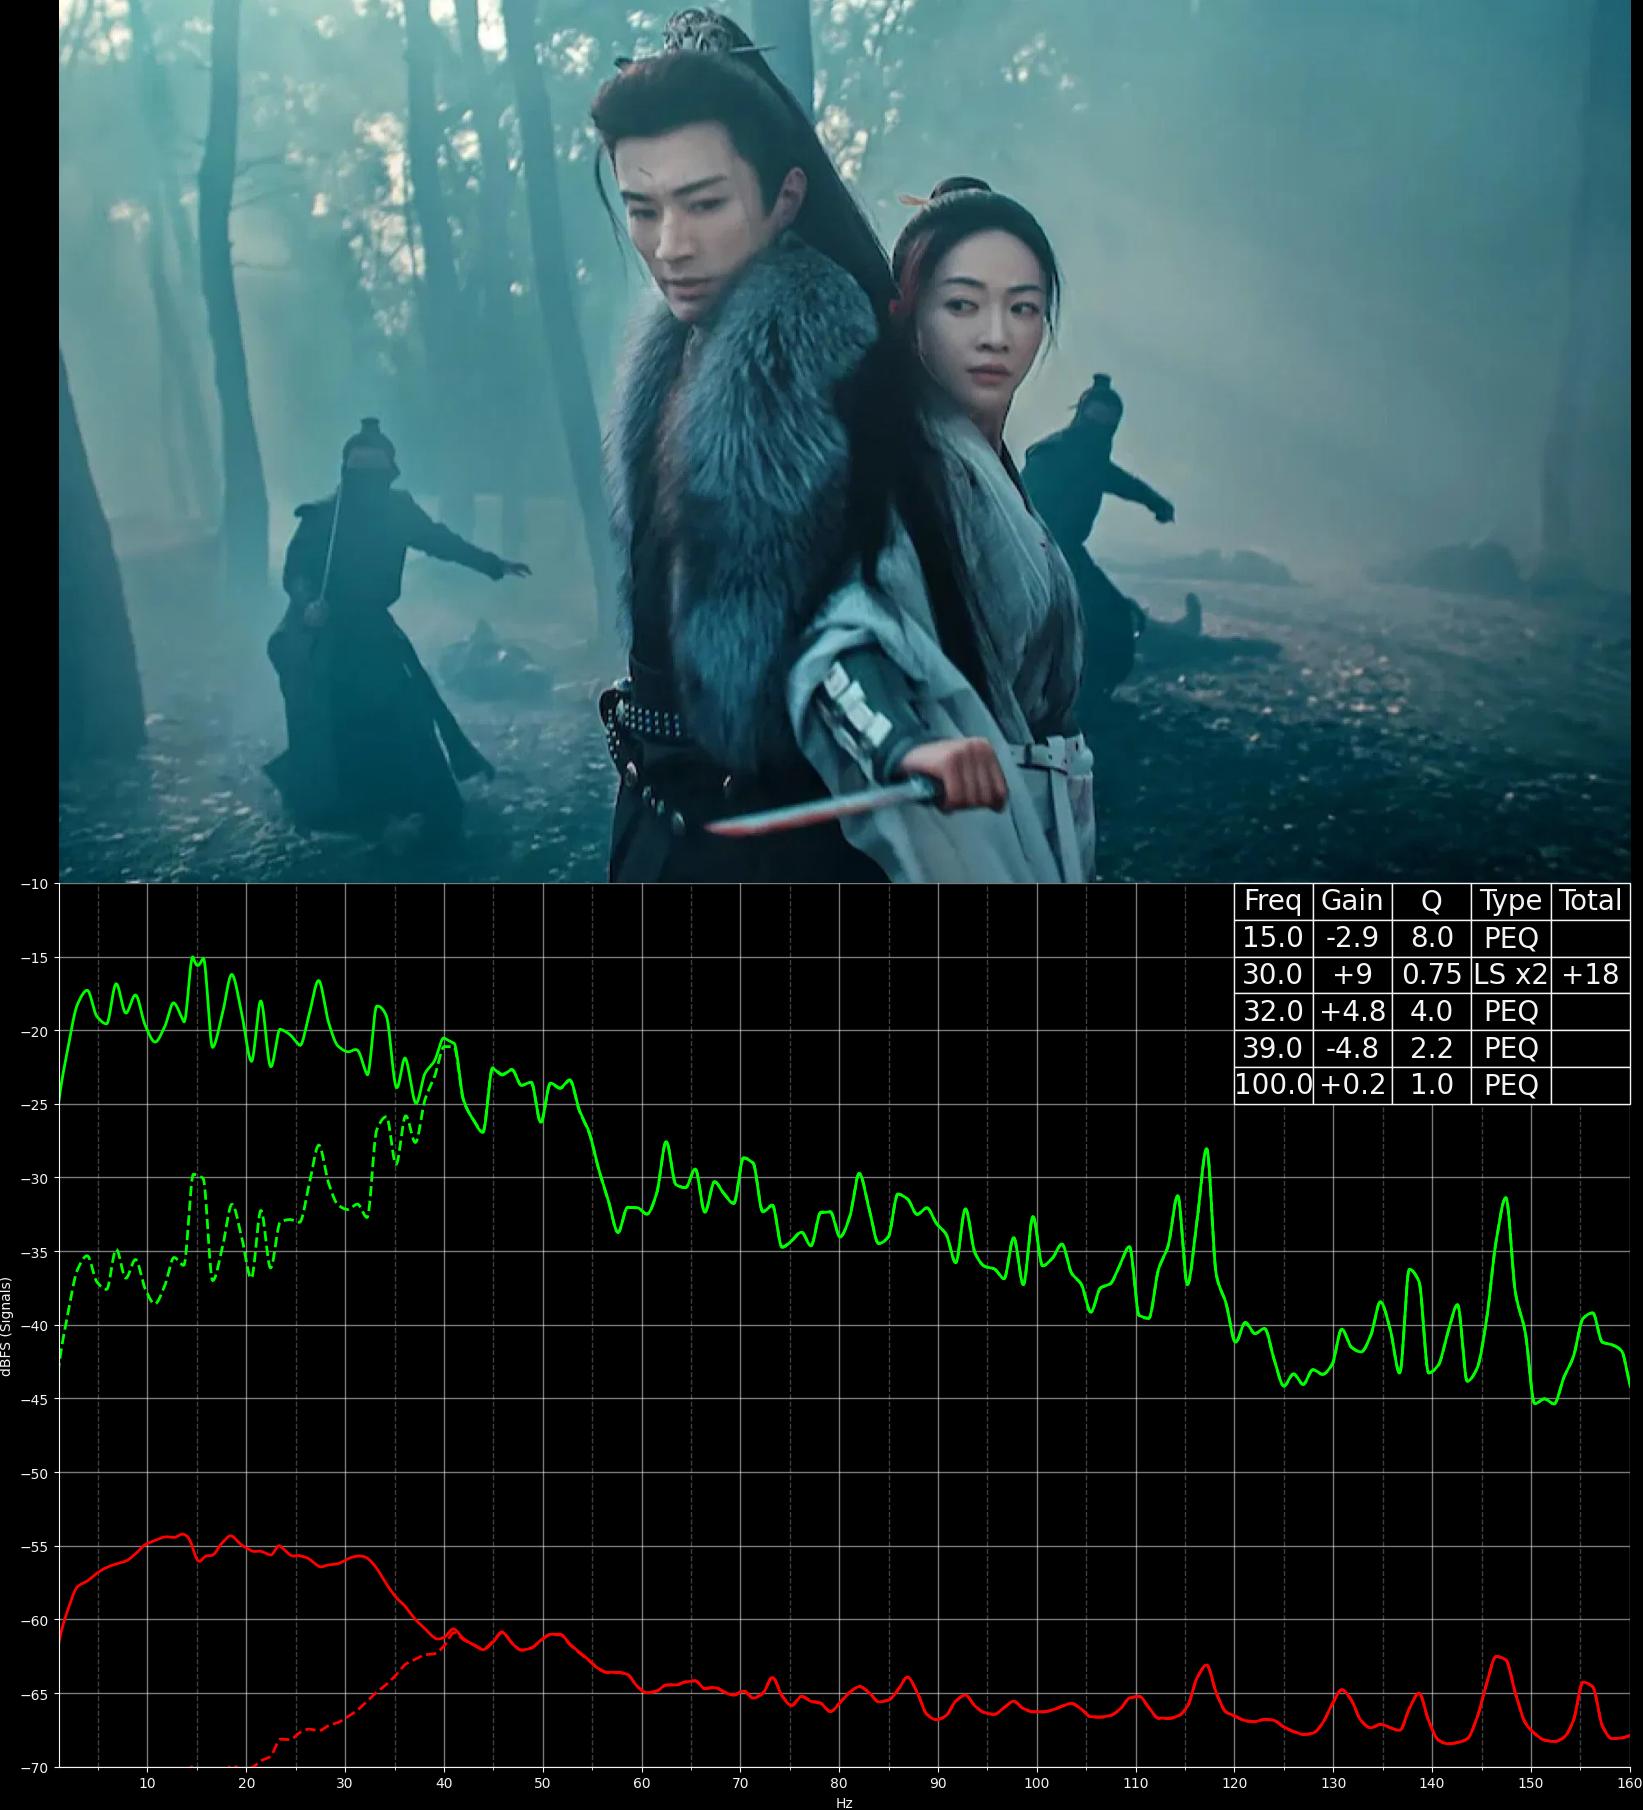 Freq Gain Q Type Total
15.0 -2.9 8.0 PEQ
30.0 +9 0.75 LS x2 +18
32.0 +4.8 4.0 PEQ
39.0 -4.8 2.2 PEQ
100.0 +0.2 1.0 PEQ
−10
−15
−20
−25
−30
−35
−40
−45
−50
−55
−60
−65
−70
dBFS (Signals)
10 20 30 40 50 60 70 80 90 100 110 120 130 140 150 160
Hz